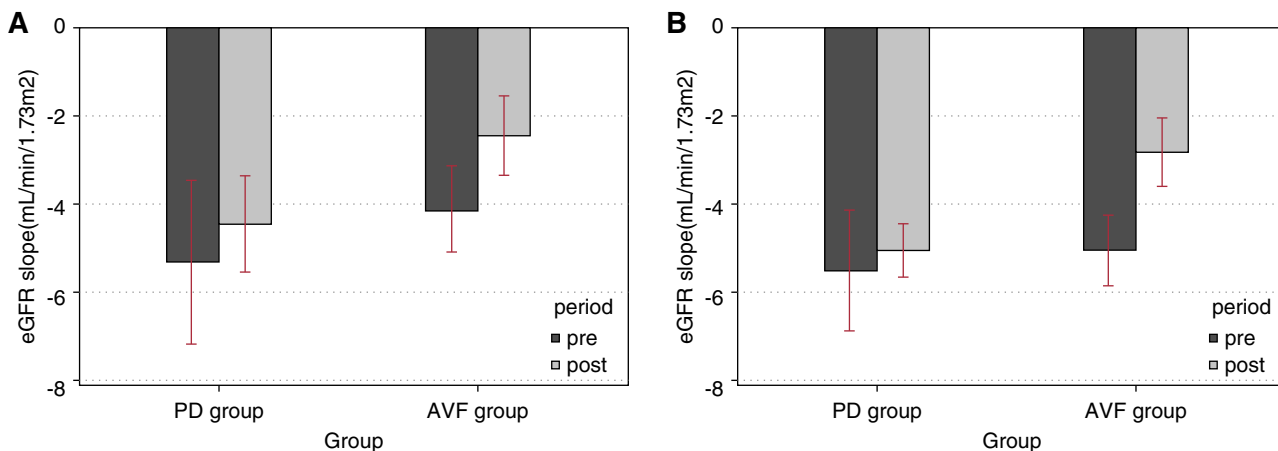 A
0
-2
-4
-6
-8
eGFR slope(mL/min/1.73m2)
period
pre
post
PD group
AVF group
Group
B
0
-2
-4
-6
-8
eGFR slope(mL/min/1.73m2)
period
pre
post
PD group
AVF group
Group